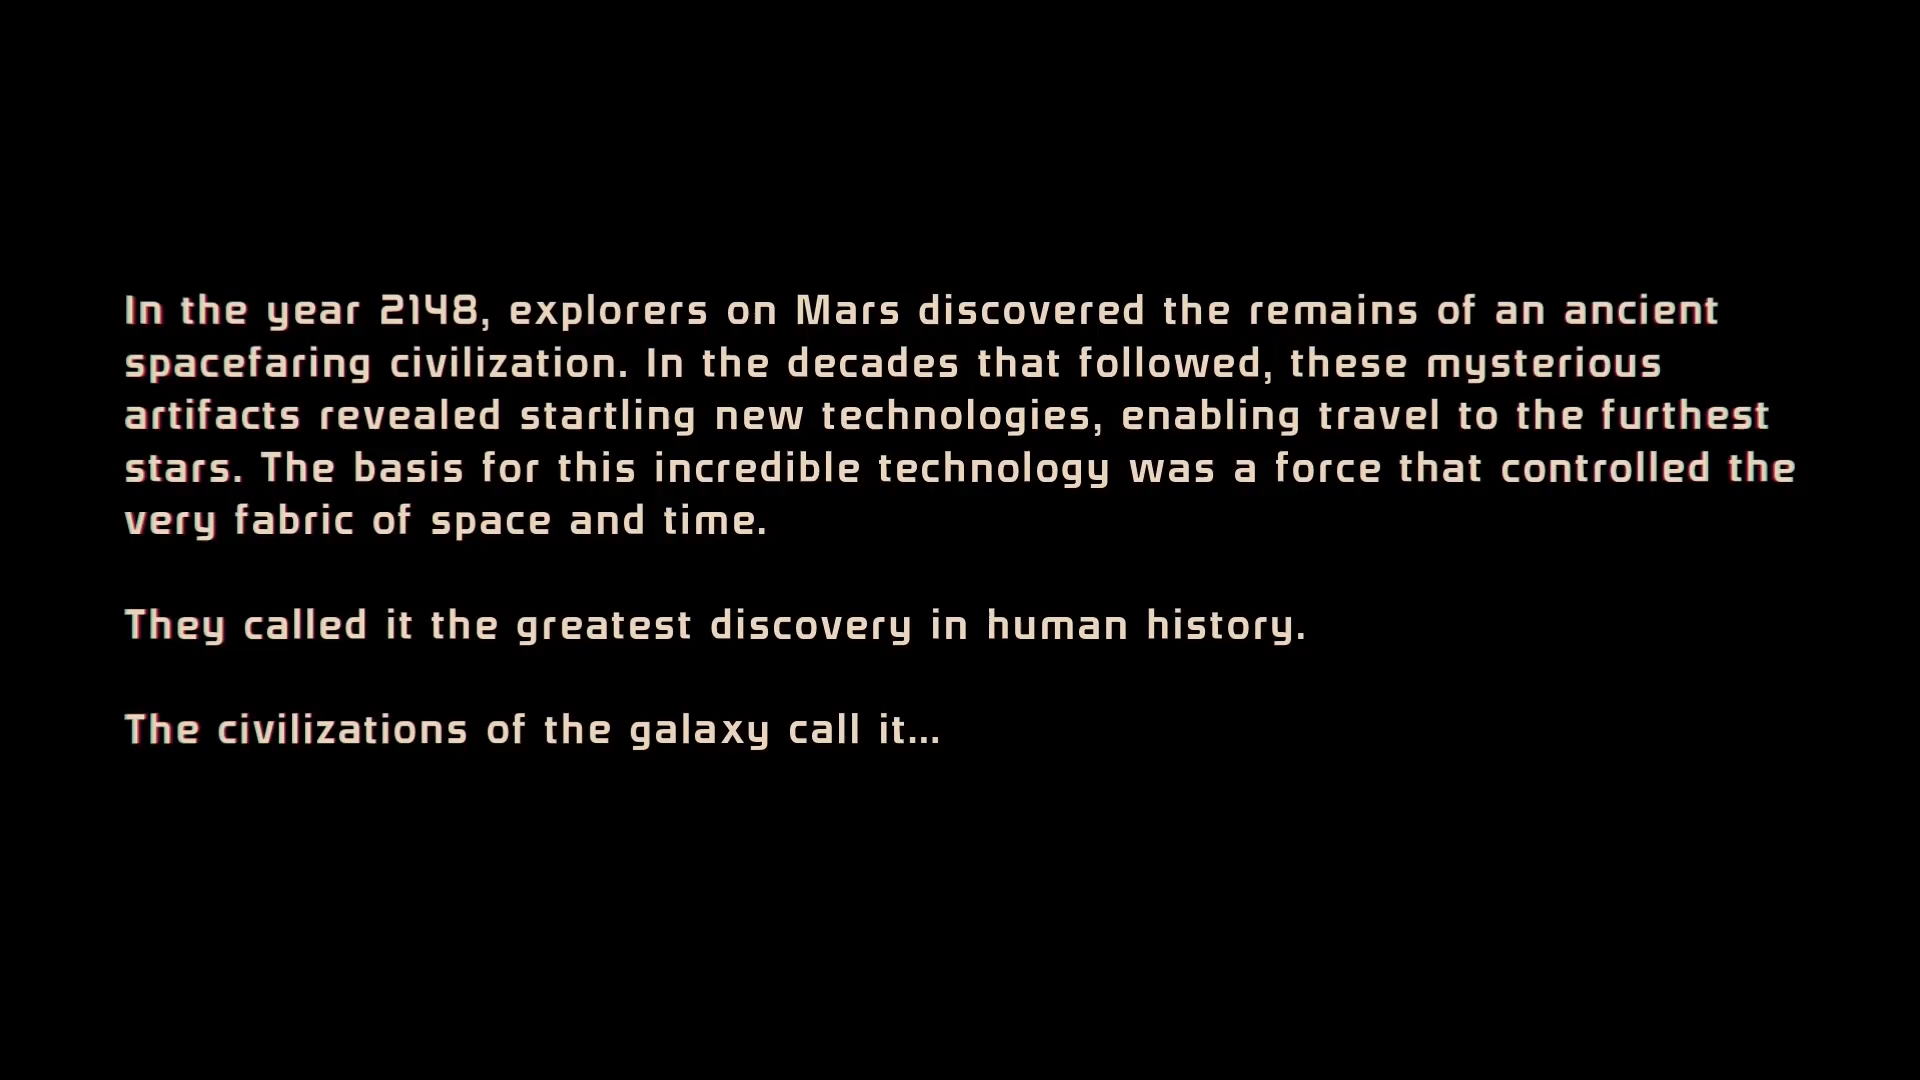 In the year 2148, explorers on Mars discovered the remains of an ancient
spacefaring civilization. In the decades that followed, these mysterious
artifacts revealed startling new technologies, enabling travel to the furthest
stars. The basis for this incredible technology was a force that controlled the
very fabric of space and time.
They called it the greatest discovery in human history.
The civilizations of the galaxy call it...